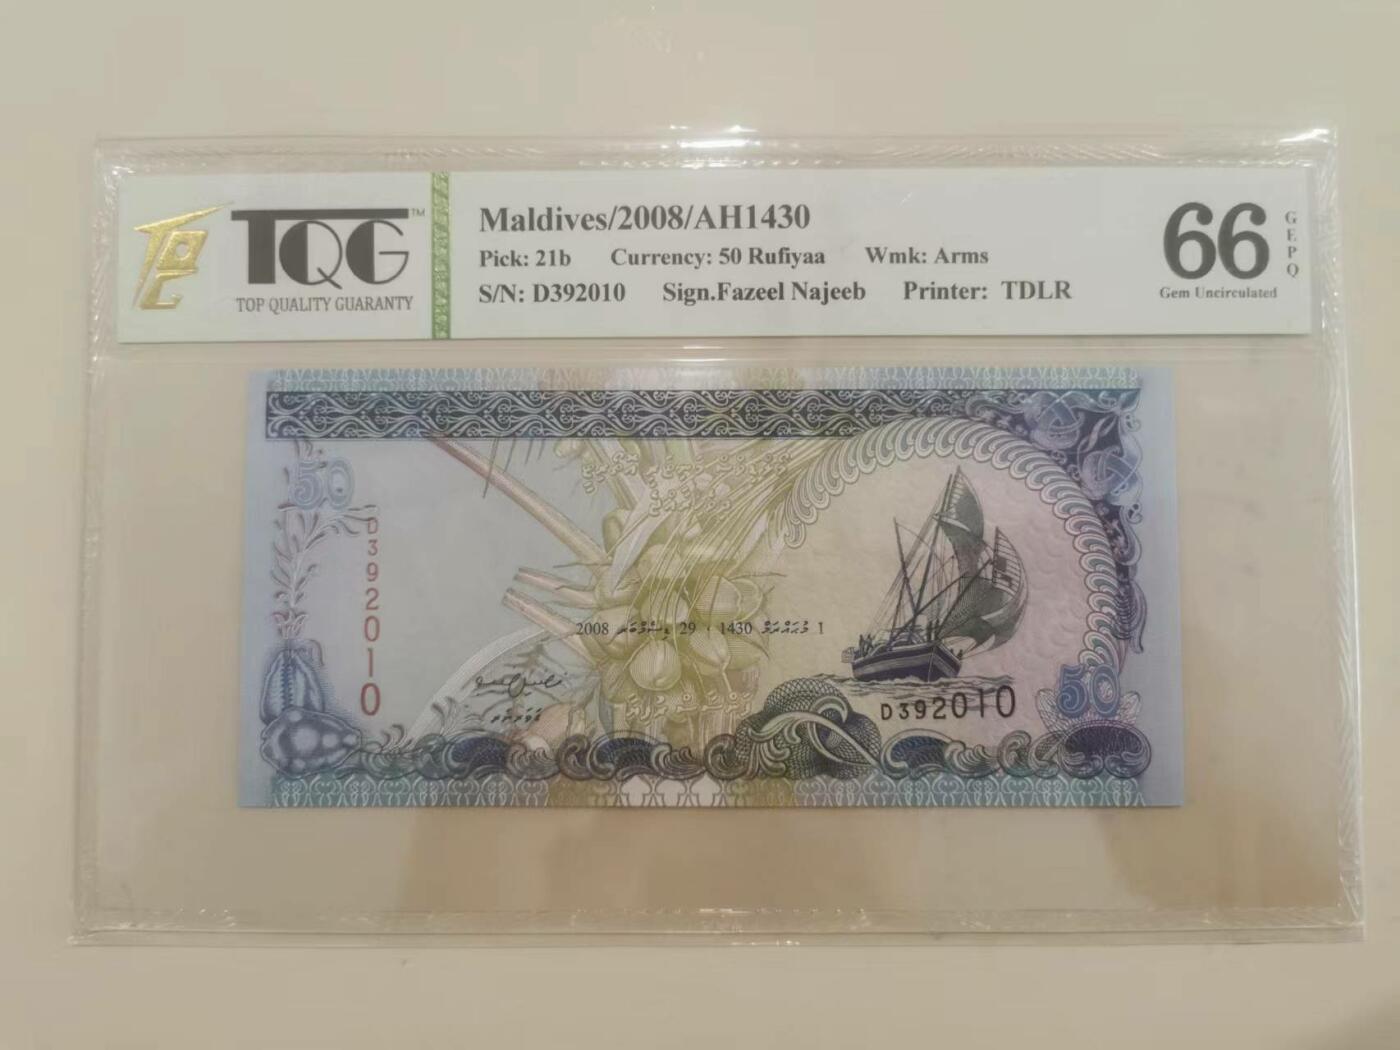 TQG™
TOP QUALITY GUARANTY
Maldives/2008/AH1430
Pick: 21b Currency: 50 Rufiyaa Wmk: Arms
S/N: D392010 Sign.Fazeel Najeeb Printer: TDLR
66
GEPQ
Gem Uncirculated
50
D392010
1 މުޙައްރަމް 1430 - 29 ޑިސެމްބަރ 2008
ގަވަރުނަރު
D392010
50